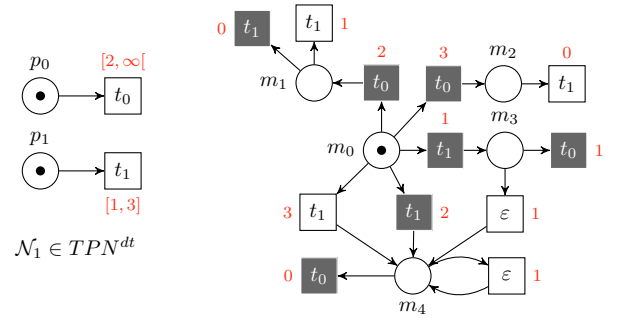 0 t₁ t₁ 1
[2, ∞[
p₀
t₀
m₁
2
t₀
3
t₀
m₂
0
t₁
p₁
t₁
[1, 3]
m₀
1
t₁
m₃
t₀ 1
3 t₁
t₁ 2
ε 1
N₁ ∈ TPN^{dt}
0 t₀
m₄
ε 1